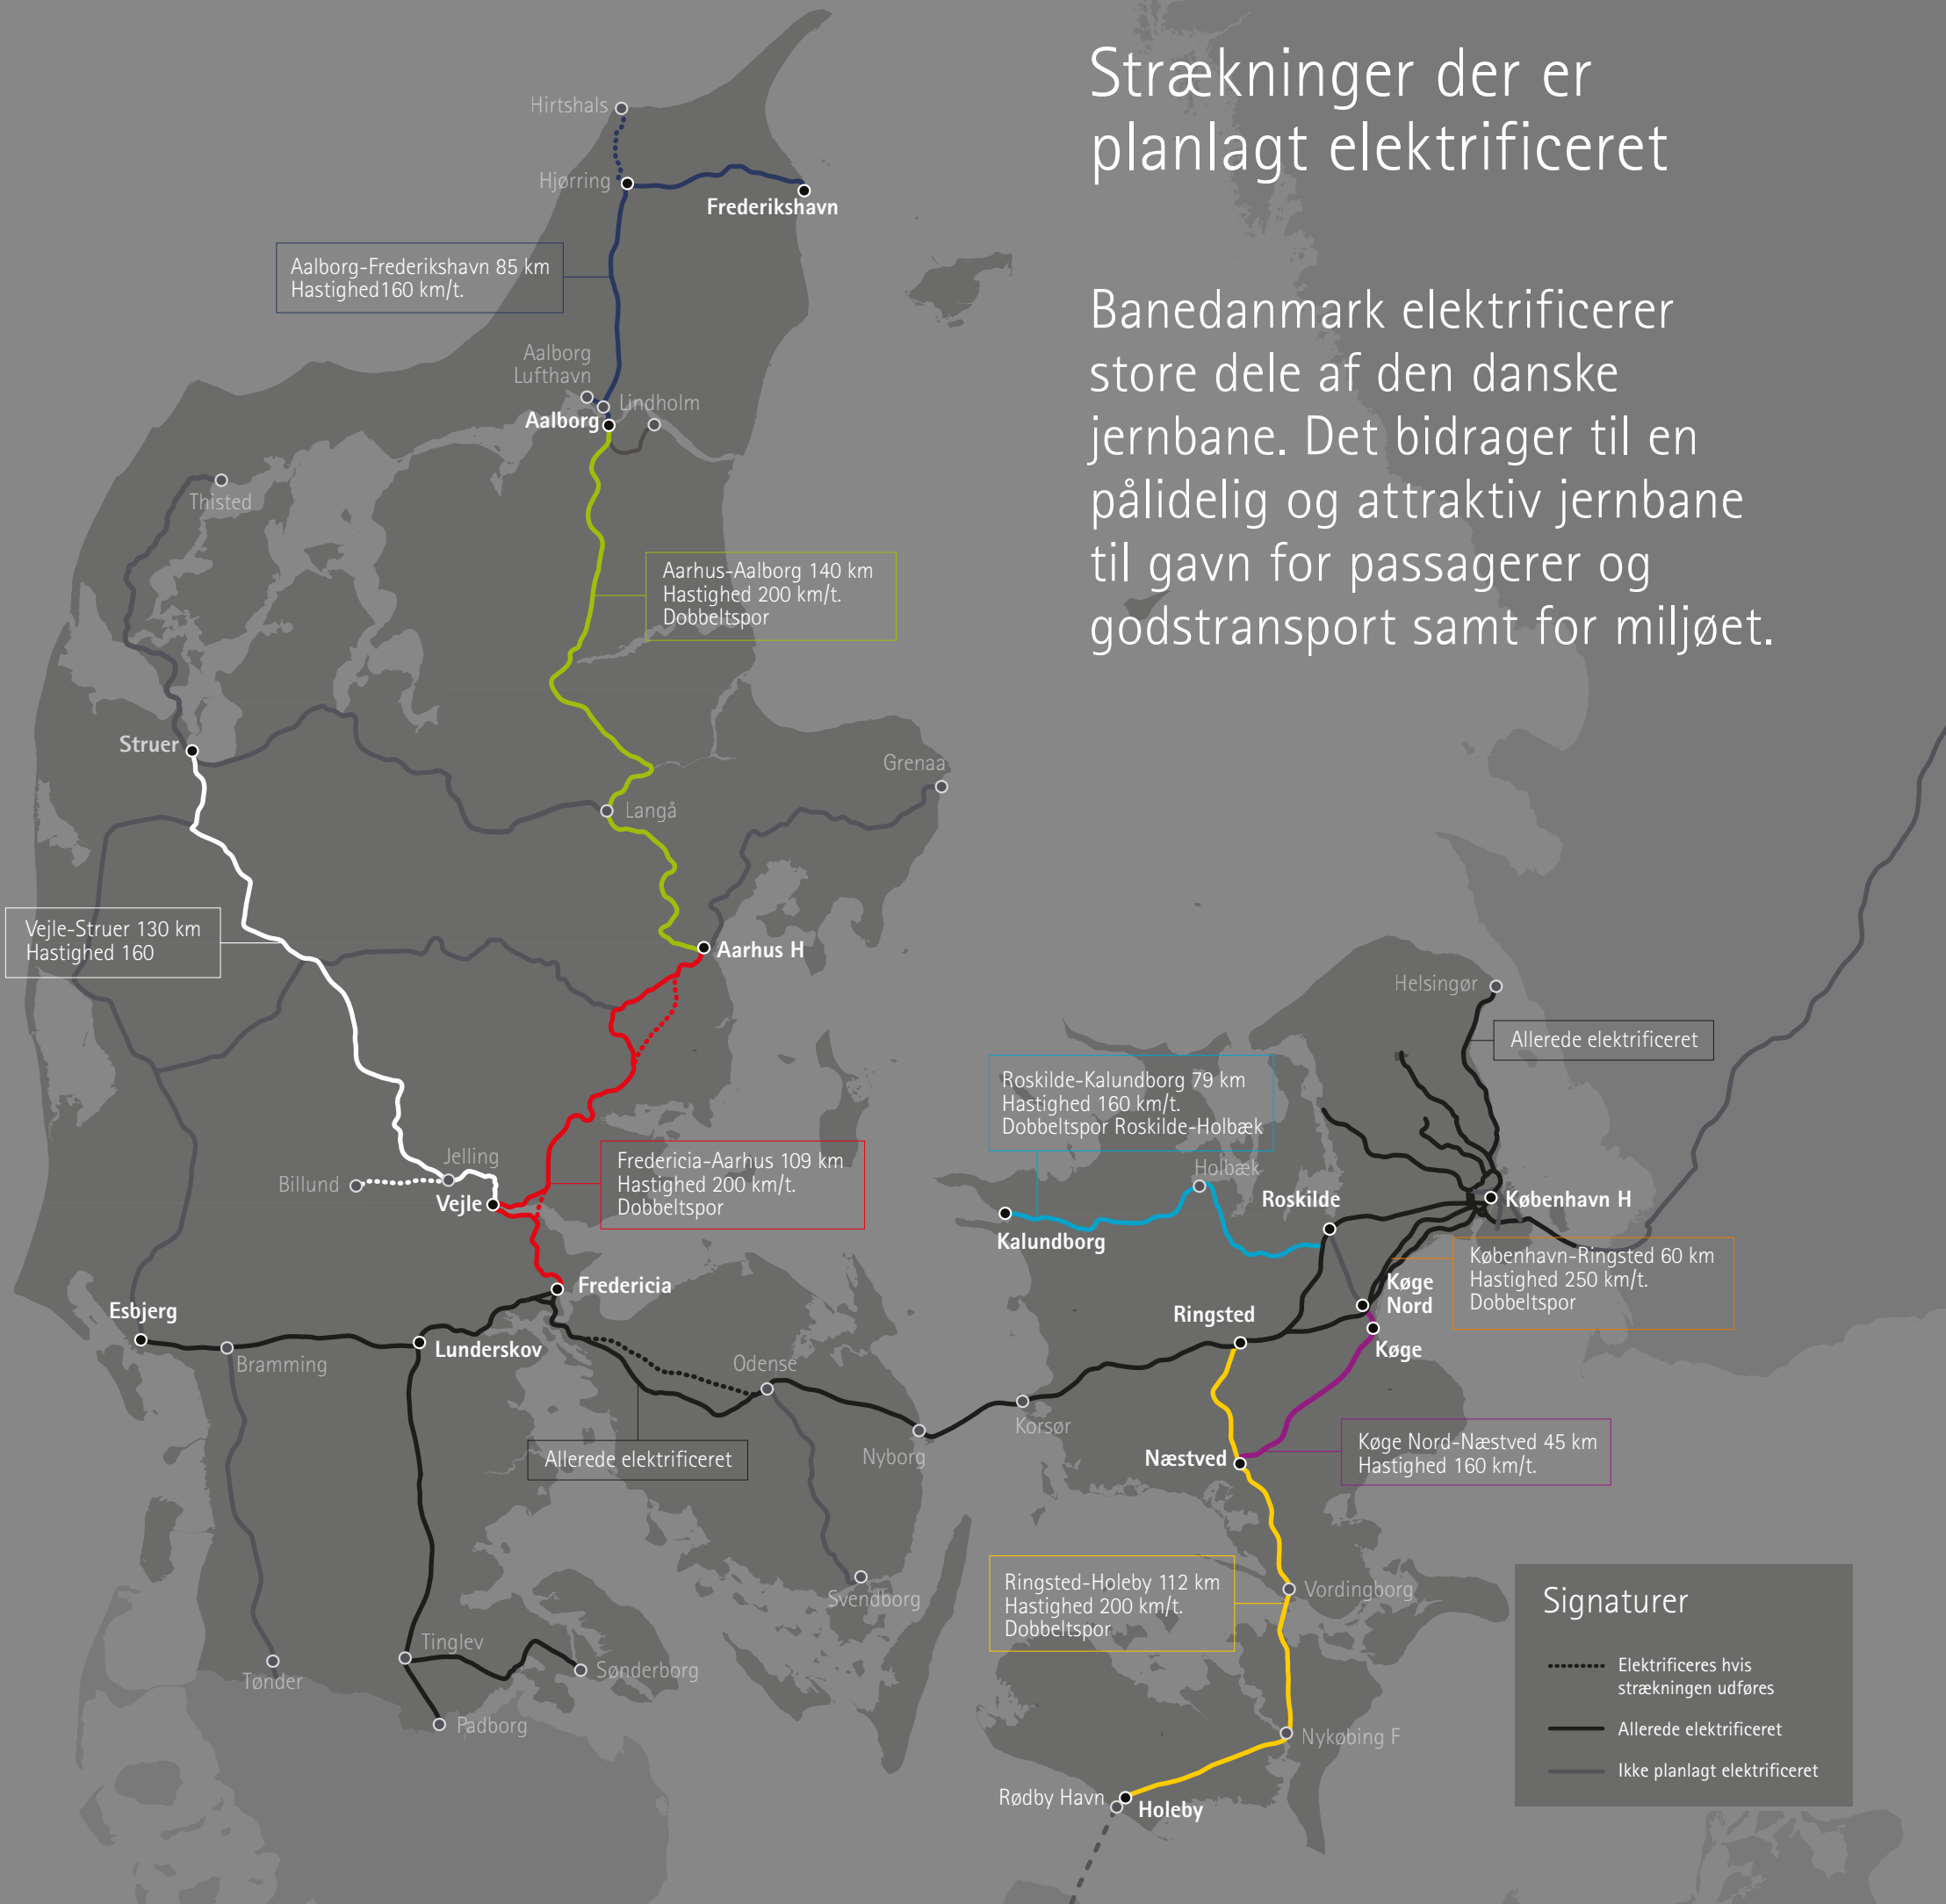 Strækninger der er
planlagt elektrificeret
Banedanmark elektrificerer
store dele af den danske
jernbane. Det bidrager til en
pålidelig og attraktiv jernbane
til gavn for passagerer og
godstransport samt for miljøet.
Hirtshals
Hjørring
Frederikshavn
Aalborg-Frederikshavn 85 km
Hastighed160 km/t.
Aalborg
Lufthavn
Lindholm
Aalborg
Thisted
Aarhus-Aalborg 140 km
Hastighed 200 km/t.
Dobbeltspor
Struer
Grenaa
Langå
Vejle-Struer 130 km
Hastighed 160
Aarhus H
Helsingør
Allerede elektrificeret
Roskilde-Kalundborg 79 km
Hastighed 160 km/t.
Dobbeltspor Roskilde-Holbæk
Jelling
Billund
Vejle
Fredericia-Aarhus 109 km
Hastighed 200 km/t.
Dobbeltspor
Holbæk
Roskilde
København H
Kalundborg
København-Ringsted 60 km
Hastighed 250 km/t.
Dobbeltspor
Fredericia
Køge
Nord
Esbjerg
Ringsted
Lunderskov
Køge
Bramming
Odense
Korsør
Nyborg
Allerede elektrificeret
Næstved
Køge Nord-Næstved 45 km
Hastighed 160 km/t.
Ringsted-Holeby 112 km
Hastighed 200 km/t.
Dobbeltspor
Vordingborg
Svendborg
Tinglev
Sønderborg
Tønder
Padborg
Nykøbing F
Rødby Havn
Holeby
Signaturer
Elektrificeres hvis
strækningen udføres
Allerede elektrificeret
Ikke planlagt elektrificeret